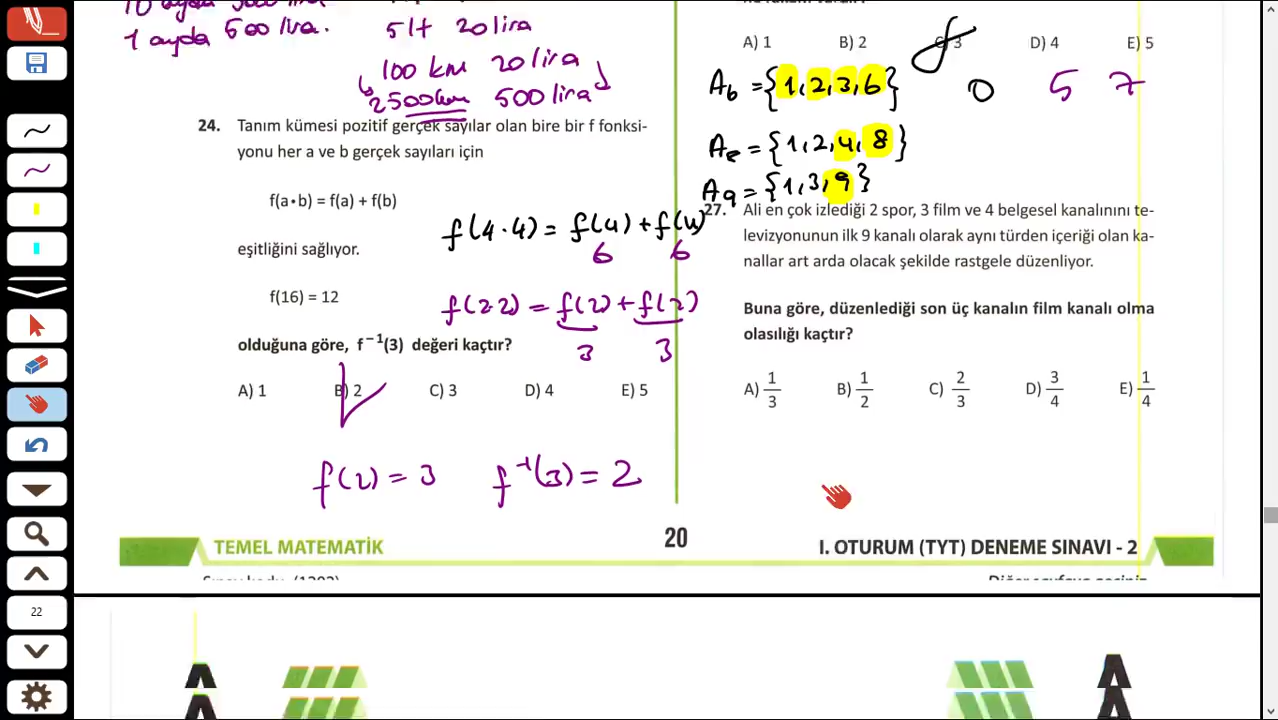 1 ayda 500 lira.
5 lt 20 lira
100 km 20 lira
2500 km 500 lira
24. Tanım kümesi pozitif gerçek sayılar olan bire bir f fonksi-
yonu her a ve b gerçek sayıları için
f(a•b) = f(a) + f(b)
eşitliğini sağlıyor.
f(16) = 12
olduğuna göre, f⁻¹(3) değeri kaçtır?
A) 1 B) 2 C) 3 D) 4 E) 5
f(4·4) = f(4) + f(4)
6 6
f(2·2) = f(2) + f(2)
3 3
f(2) = 3 f⁻¹(3) = 2
A) 1 B) 2 C) 3 D) 4 E) 5
A₆ = {1, 2, 3, 6} 0 5 7
A₈ = {1, 2, 4, 8}
A₉ = {1, 3, 9}
27. Ali en çok izlediği 2 spor, 3 film ve 4 belgesel kanalınını te-
levizyonunun ilk 9 kanalı olarak aynı türden içeriği olan ka-
nallar art arda olacak şekilde rastgele düzenliyor.
Buna göre, düzenlediği son üç kanalın film kanalı olma
olasılığı kaçtır?
A) 1/3 B) 1/2 C) 2/3 D) 3/4 E) 1/4
TEMEL MATEMATİK 20 I. OTURUM (TYT) DENEME SINAVI - 2
22
A A
A A